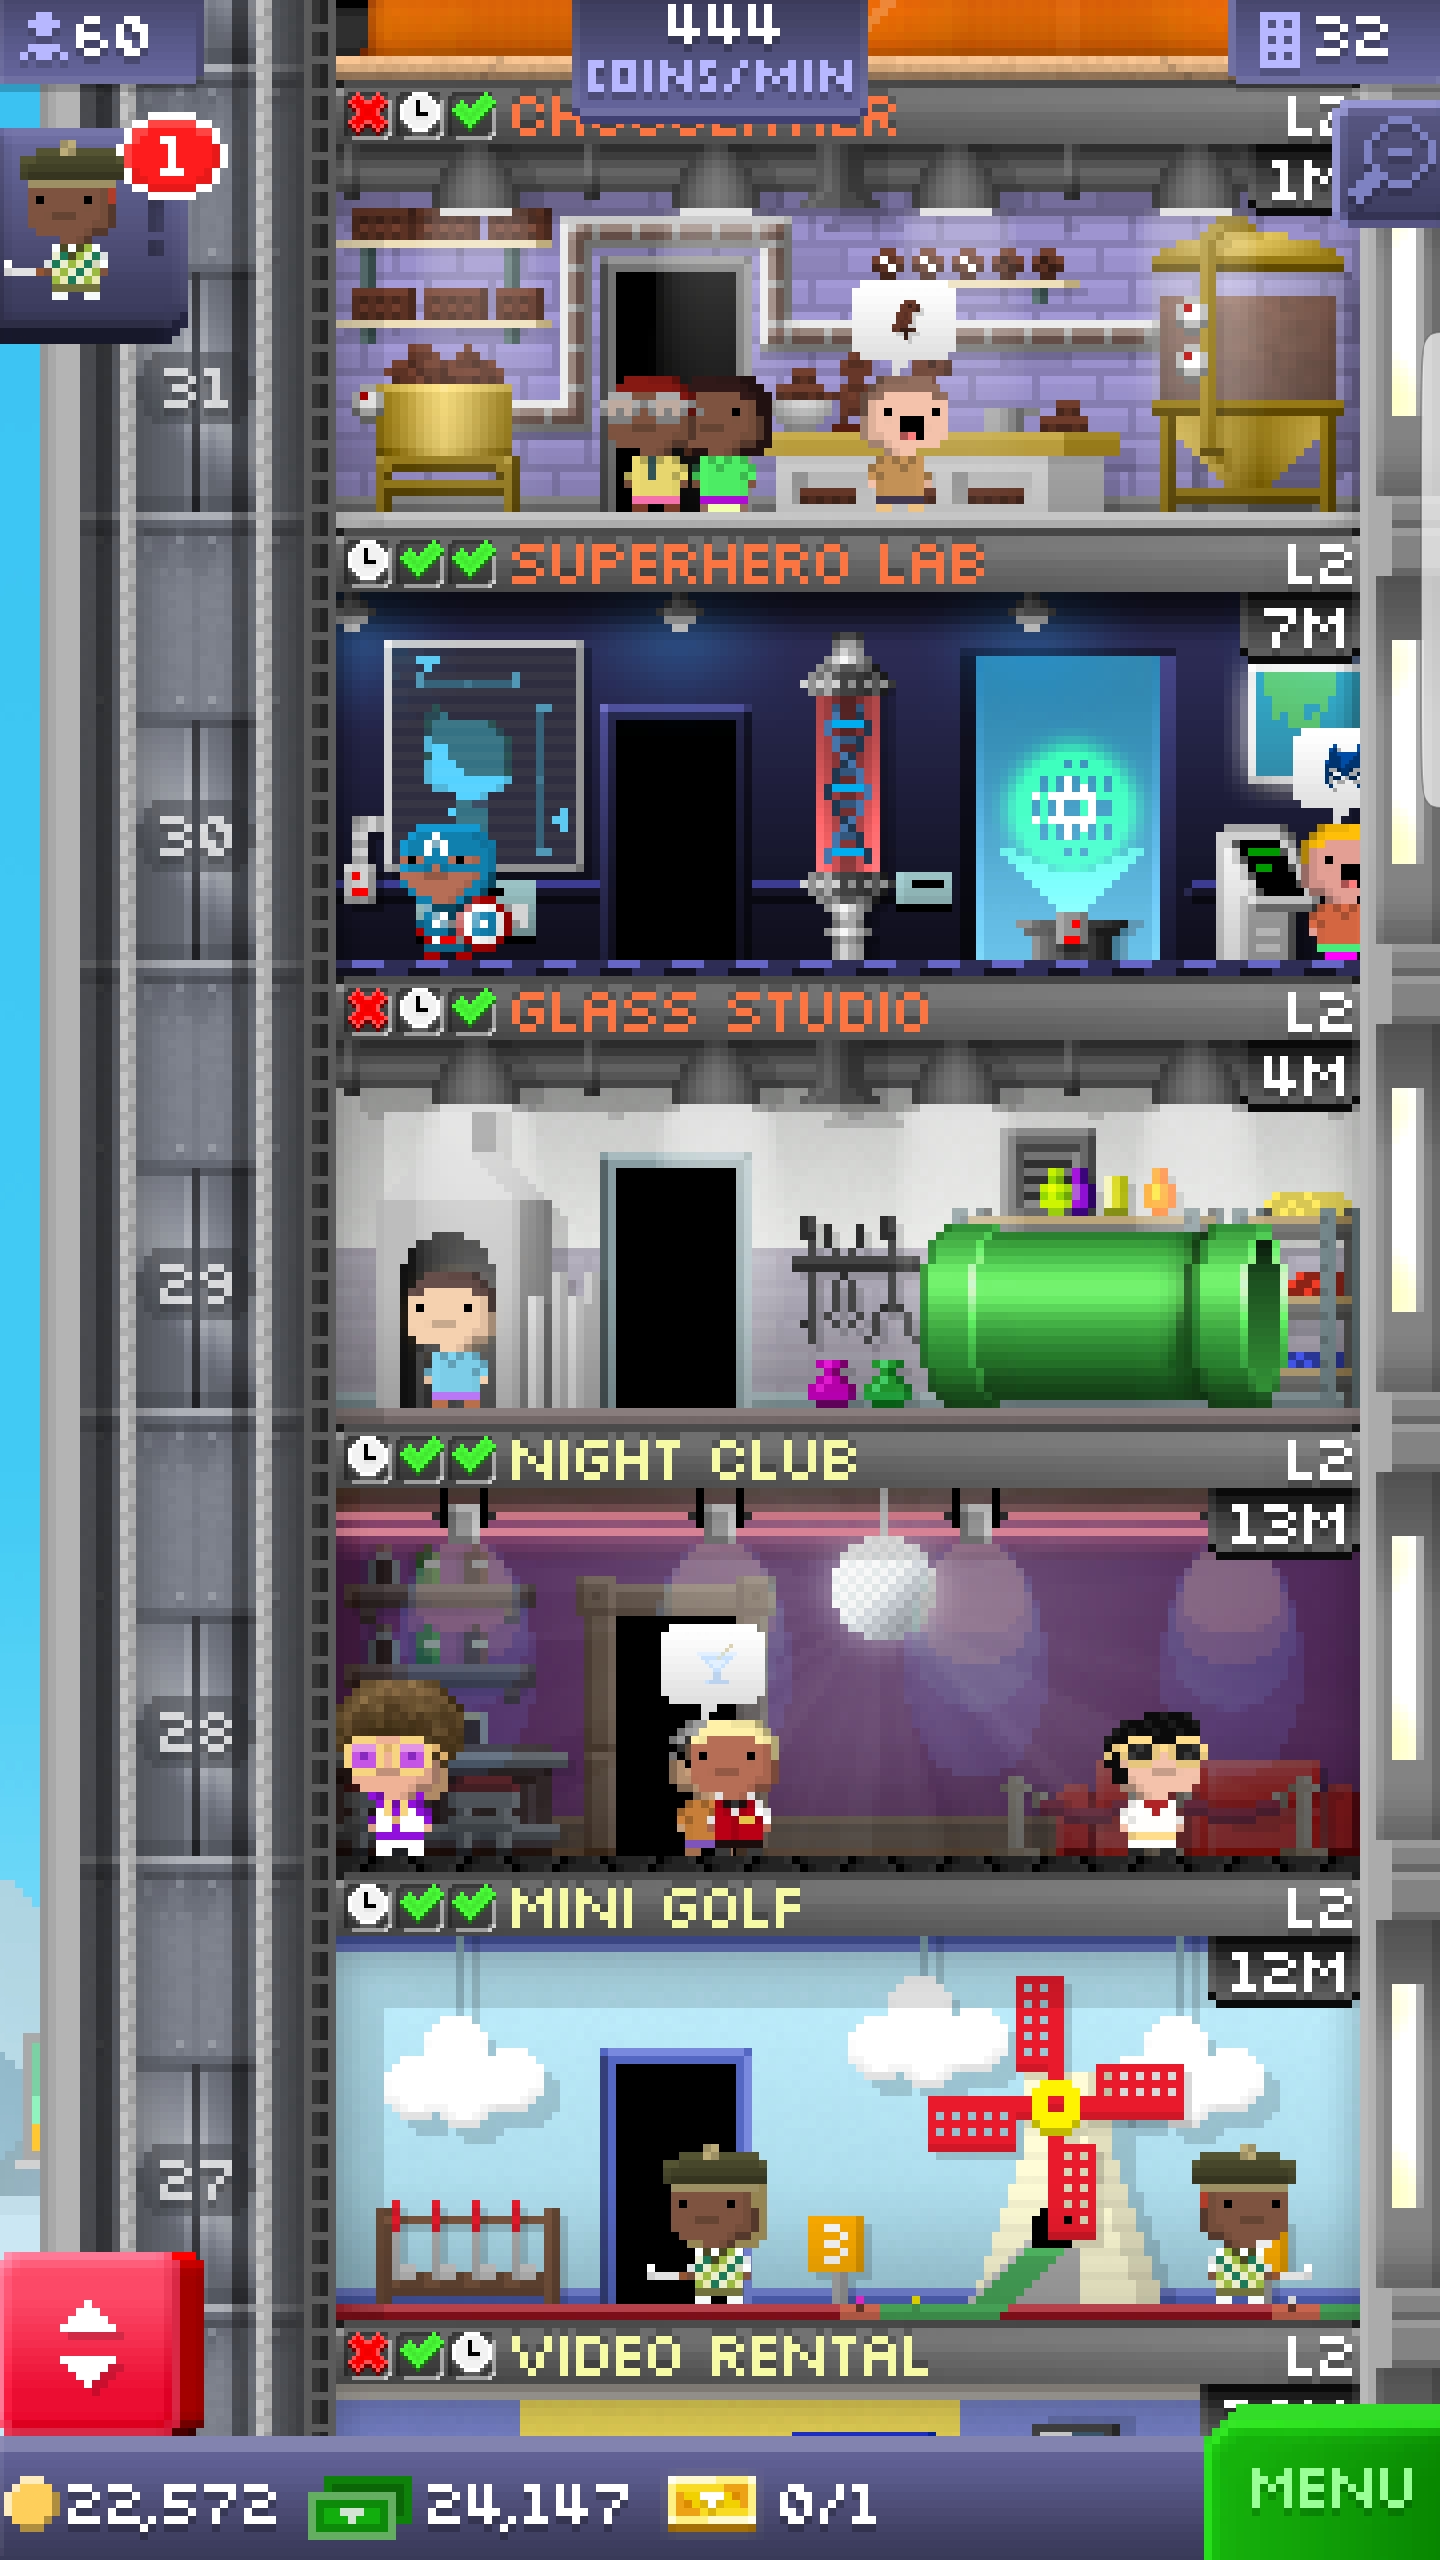 60
444
COINS/MIN
32
1
L2
1M
31
SUPERHERO LAB L2
7M
30
GLASS STUDIO L2
4M
29
NIGHT CLUB L2
13M
28
MINI GOLF L2
12M
27
3
VIDEO RENTAL L2
22,572 24,147 0/1
MENU